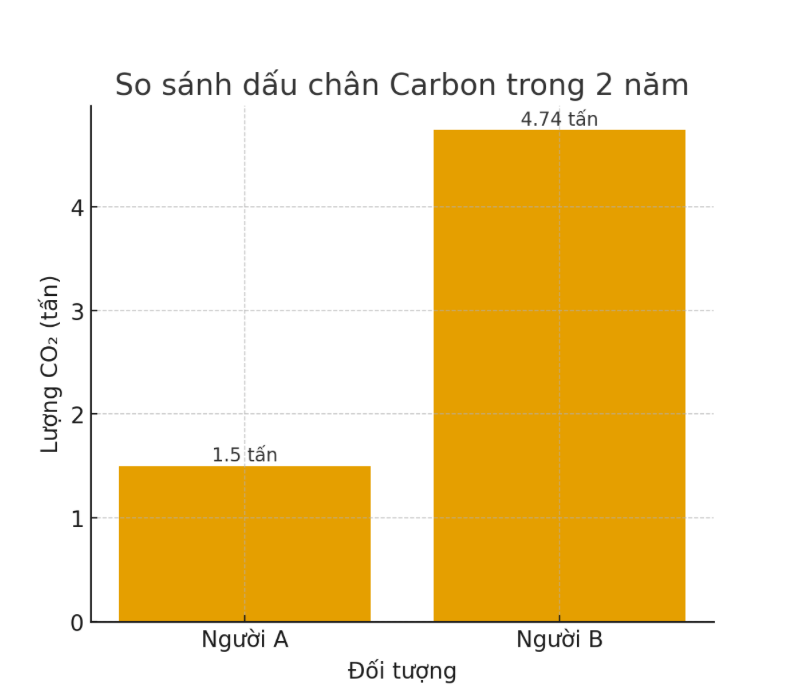 So sánh dấu chân Carbon trong 2 năm
4.74 tấn
4
3
2
1.5 tấn
1
0
Lượng CO₂ (tấn)
Người A
Người B
Đối tượng